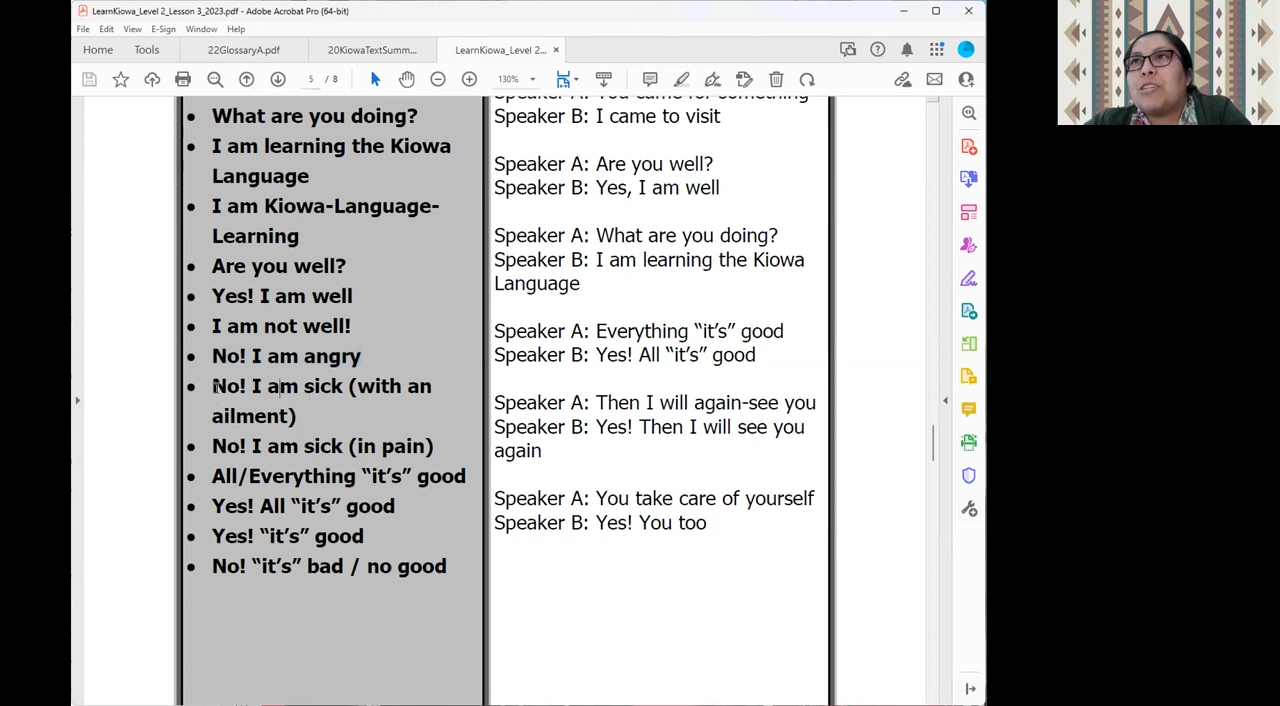 LearnKiowa_Level 2_Lesson 3_2023.pdf - Adobe Acrobat Pro (64-bit)
File Edit View E-Sign Window Help
Home Tools 22GlossaryA.pdf 20KiowaTextSumm... LearnKiowa_Level 2... ×
5 / 8 130%
What are you doing?
I am learning the Kiowa
Language
I am Kiowa-Language-
Learning
Are you well?
Yes! I am well
I am not well!
No! I am angry
No! I am sick (with an
ailment)
No! I am sick (in pain)
All/Everything “it’s” good
Yes! All “it’s” good
Yes! “it’s” good
No! “it’s” bad / no good
Speaker A: You came for something
Speaker B: I came to visit
Speaker A: Are you well?
Speaker B: Yes, I am well
Speaker A: What are you doing?
Speaker B: I am learning the Kiowa
Language
Speaker A: Everything “it’s” good
Speaker B: Yes! All “it’s” good
Speaker A: Then I will again-see you
Speaker B: Yes! Then I will see you
again
Speaker A: You take care of yourself
Speaker B: Yes! You too